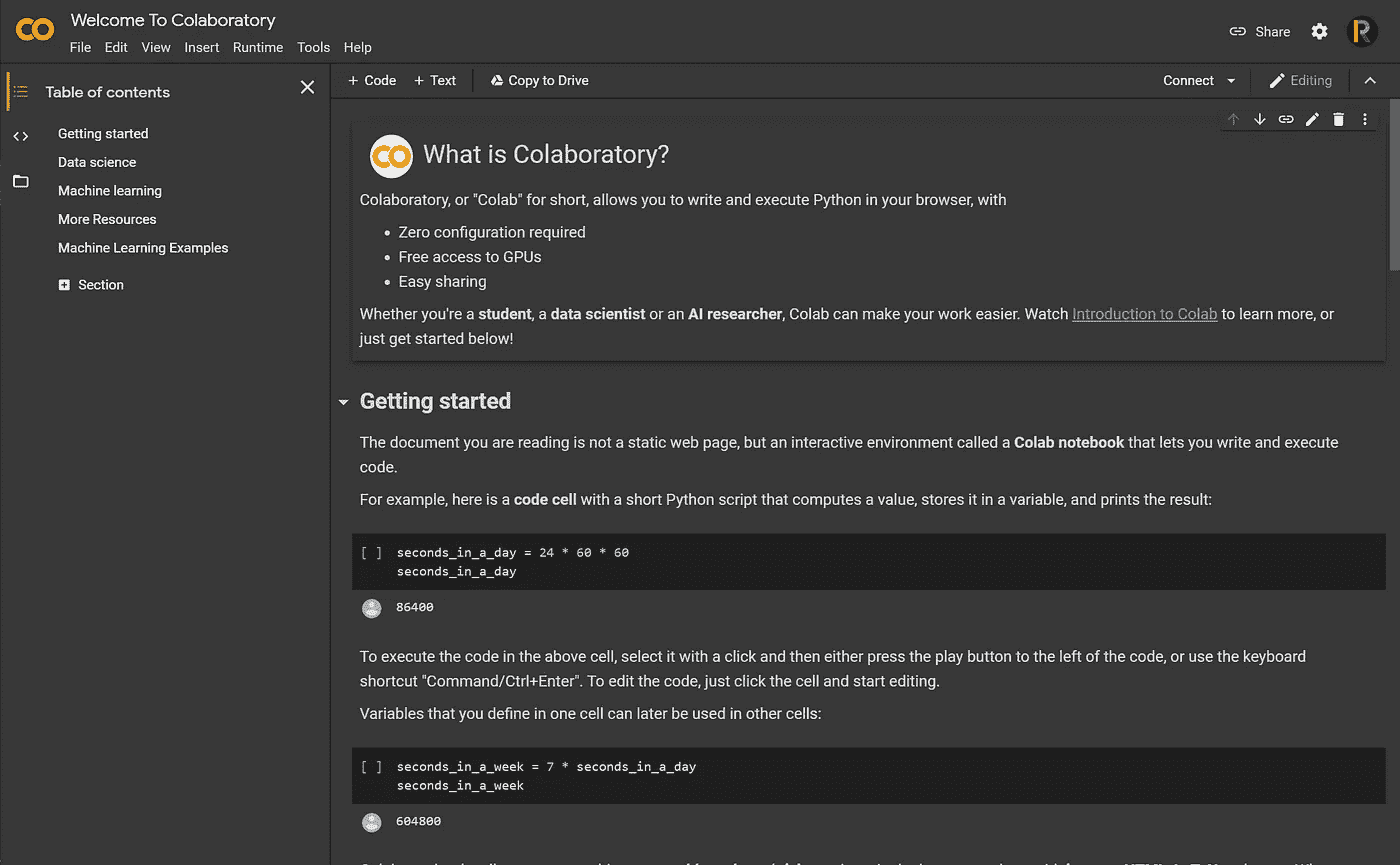 Welcome To Colaboratory
File Edit View Insert Runtime Tools Help
Share
Table of contents
Getting started
Data science
Machine learning
More Resources
Machine Learning Examples
Section
+ Code + Text Copy to Drive
Connect Editing
What is Colaboratory?
Colaboratory, or "Colab" for short, allows you to write and execute Python in your browser, with
• Zero configuration required
• Free access to GPUs
• Easy sharing
Whether you're a student, a data scientist or an AI researcher, Colab can make your work easier. Watch Introduction to Colab to learn more, or
just get started below!
Getting started
The document you are reading is not a static web page, but an interactive environment called a Colab notebook that lets you write and execute
code.
For example, here is a code cell with a short Python script that computes a value, stores it in a variable, and prints the result:
[ ] seconds_in_a_day = 24 * 60 * 60
seconds_in_a_day
86400
To execute the code in the above cell, select it with a click and then either press the play button to the left of the code, or use the keyboard
shortcut "Command/Ctrl+Enter". To edit the code, just click the cell and start editing.
Variables that you define in one cell can later be used in other cells:
[ ] seconds_in_a_week = 7 * seconds_in_a_day
seconds_in_a_week
604800